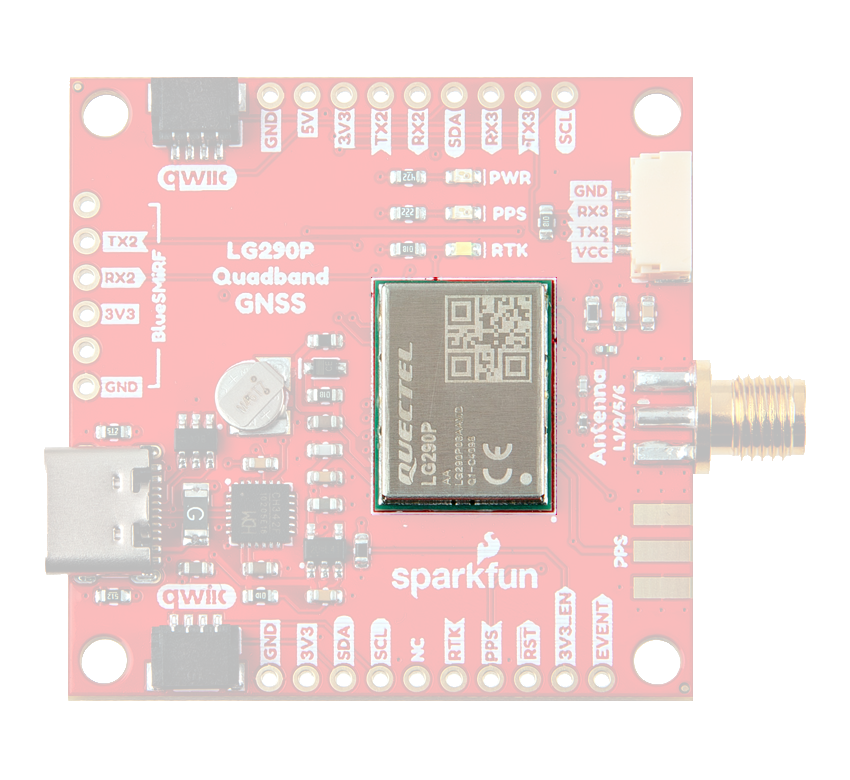 GND
5V
3V3
TX2
RX2
SDA
RX3
TX3
SCL
qwiic
PWR
PPS
RTK
GND
RX3
TX3
VCC
TX2
RX2
3V3
GND
BlueSMiRF
LG290P
Quadband
GNSS
QUECTEL
LG290P
AA
Antenna
L1/2/5/6
G
PPS
sparkfun
qwiic
GND
3V3
SDA
SCL
NC
RTK
PPS
RST
3V3_EN
EVENT